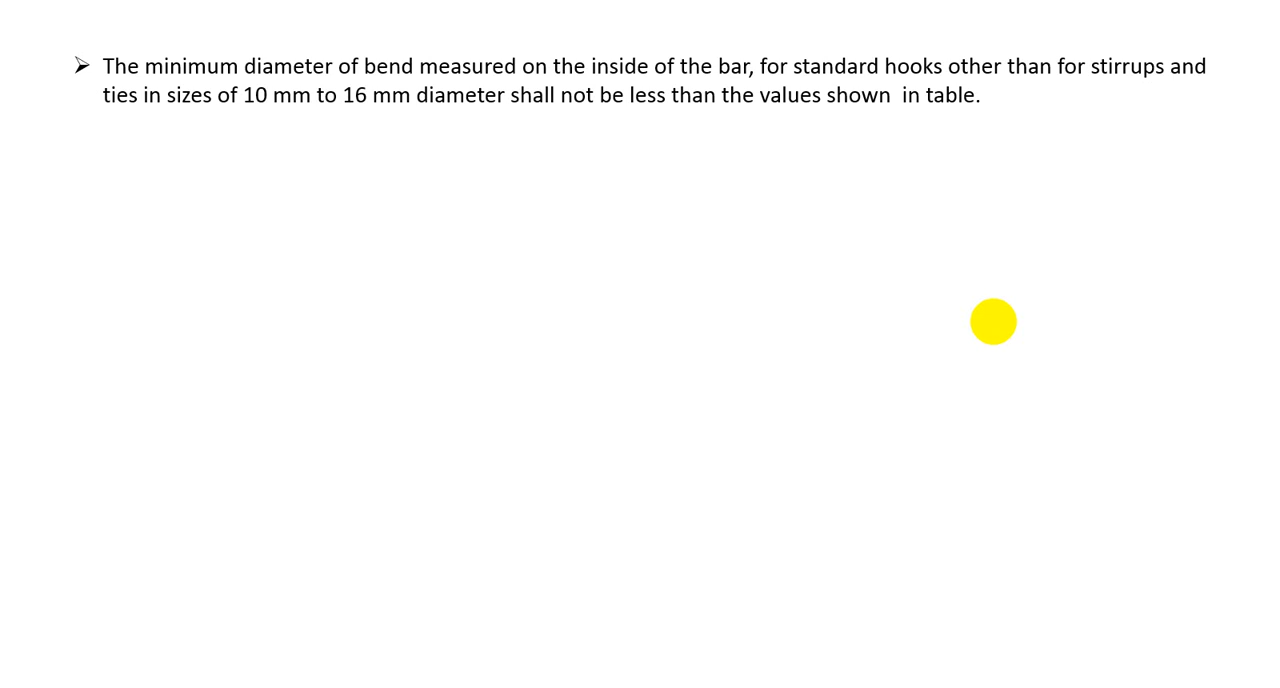 ➢ The minimum diameter of bend measured on the inside of the bar, for standard hooks other than for stirrups and
ties in sizes of 10 mm to 16 mm diameter shall not be less than the values shown  in table.